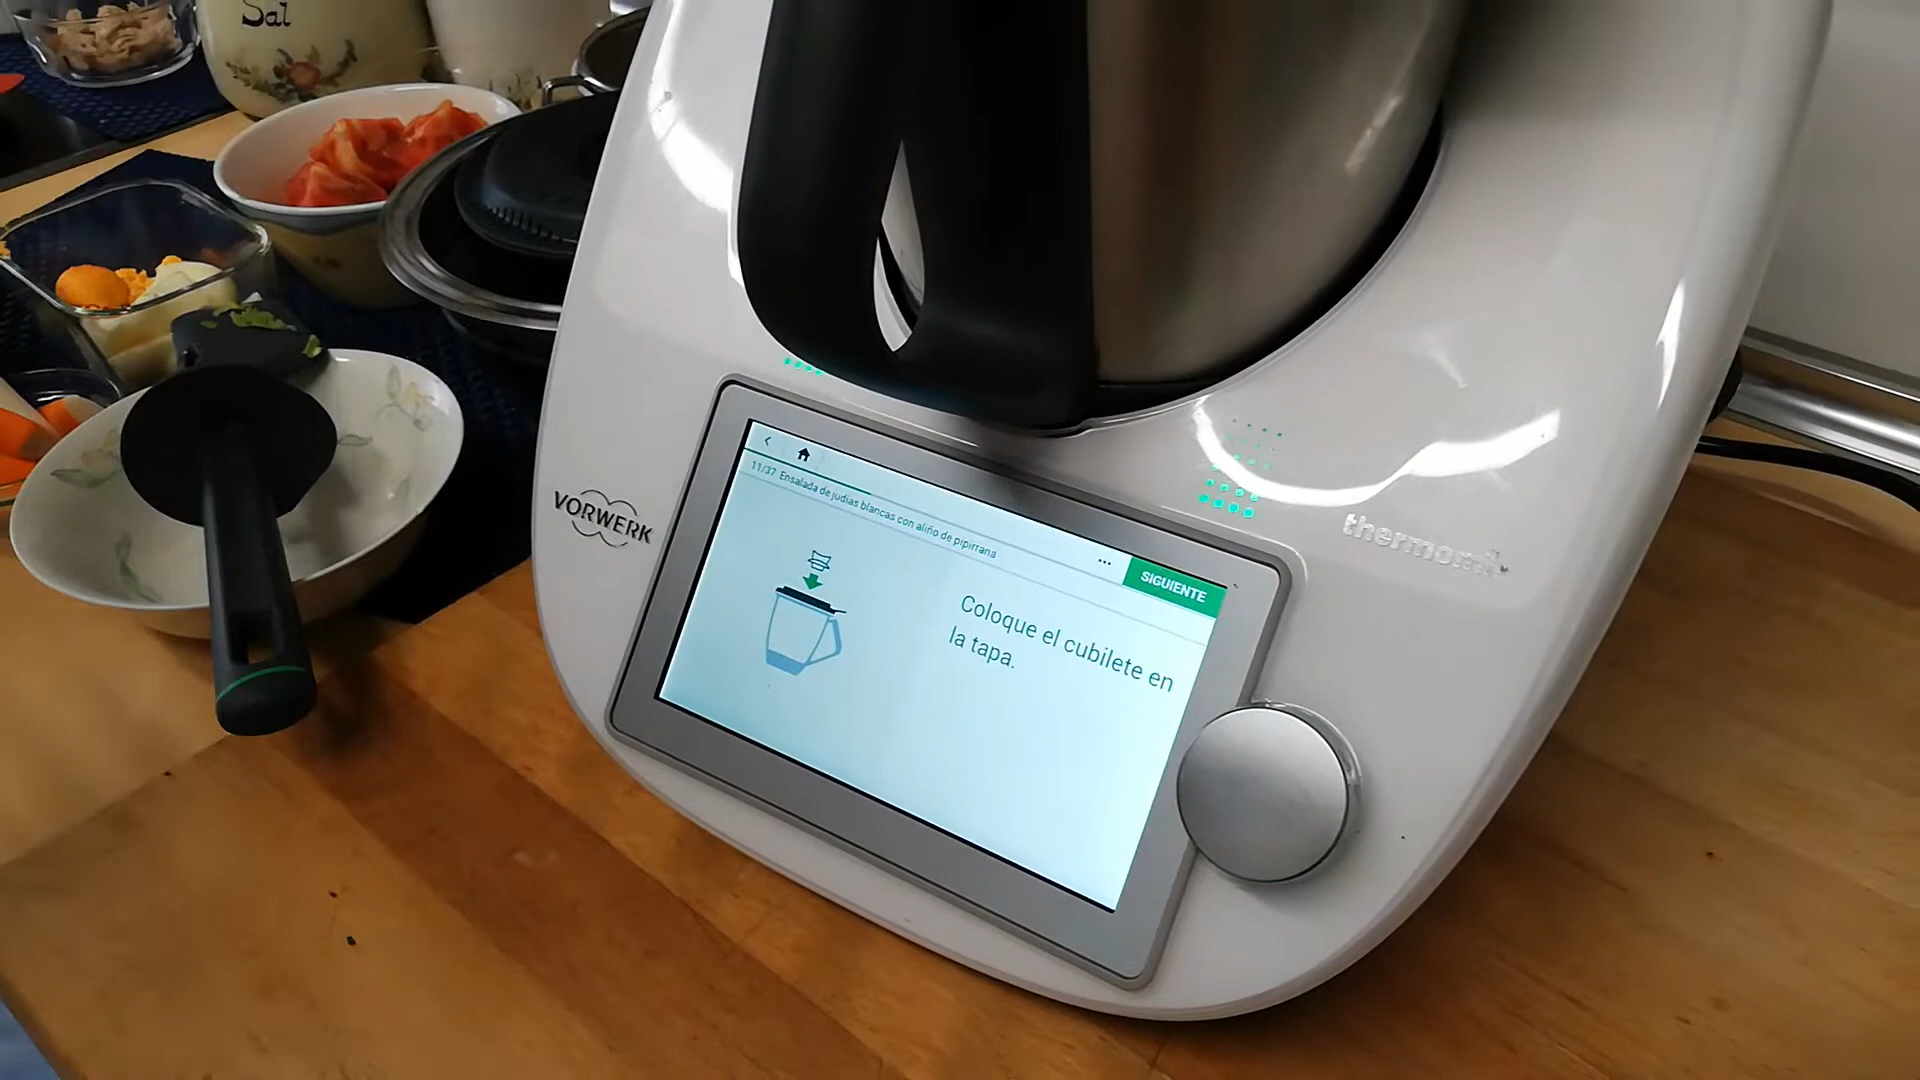 Sal
VORWERK
thermomix
11/37 Ensalada de judías blancas con aliño de pipirrana
SIGUIENTE
Coloque el cubilete en
la tapa.